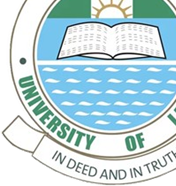 UNIVERSITY OF
IN DEED AND IN TRUTH